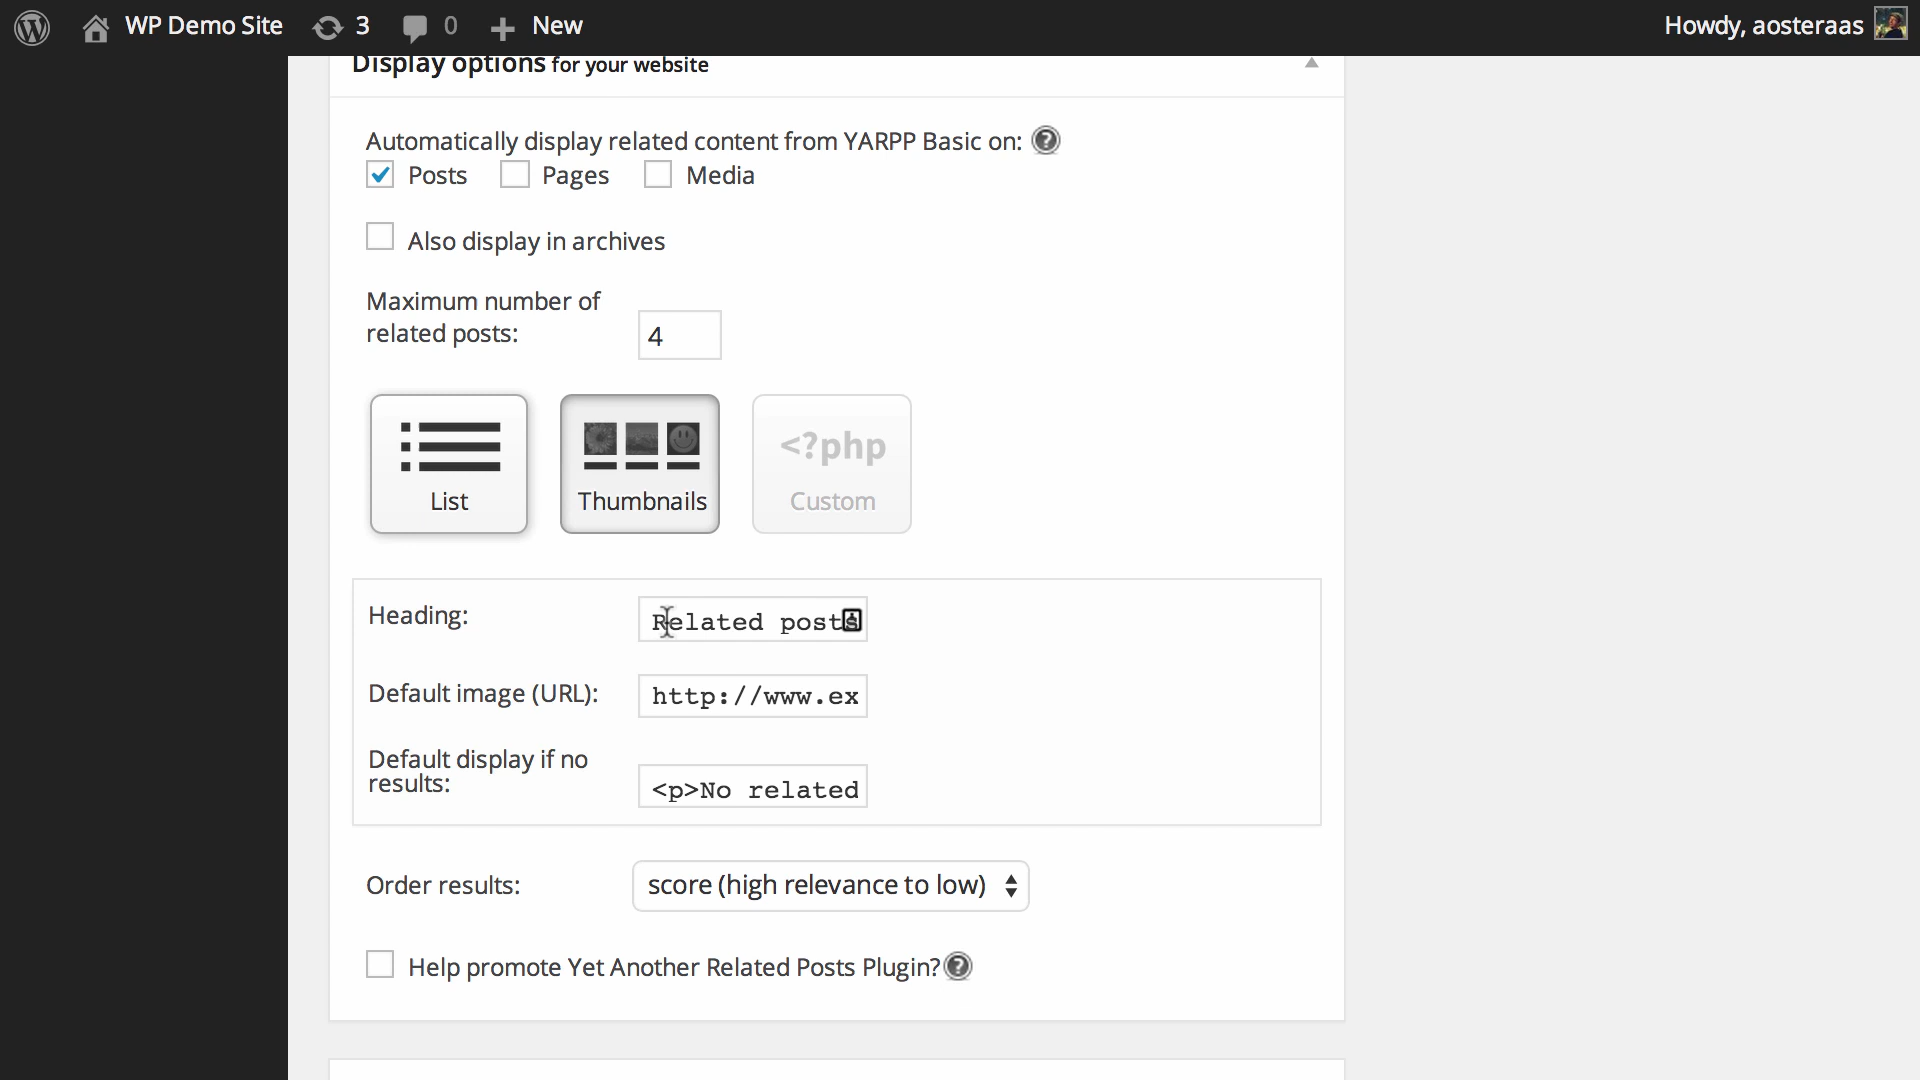 WP Demo Site 3 0 New Howdy, aosteraas
Display options for your website
Automatically display related content from YARPP Basic on:
Posts Pages Media
Also display in archives
Maximum number of
related posts:
4
<?php
List Thumbnails Custom
Heading: Related posts
Default image (URL): http://www.ex
Default display if no
results:
<p>No related
Order results: score (high relevance to low)
Help promote Yet Another Related Posts Plugin?